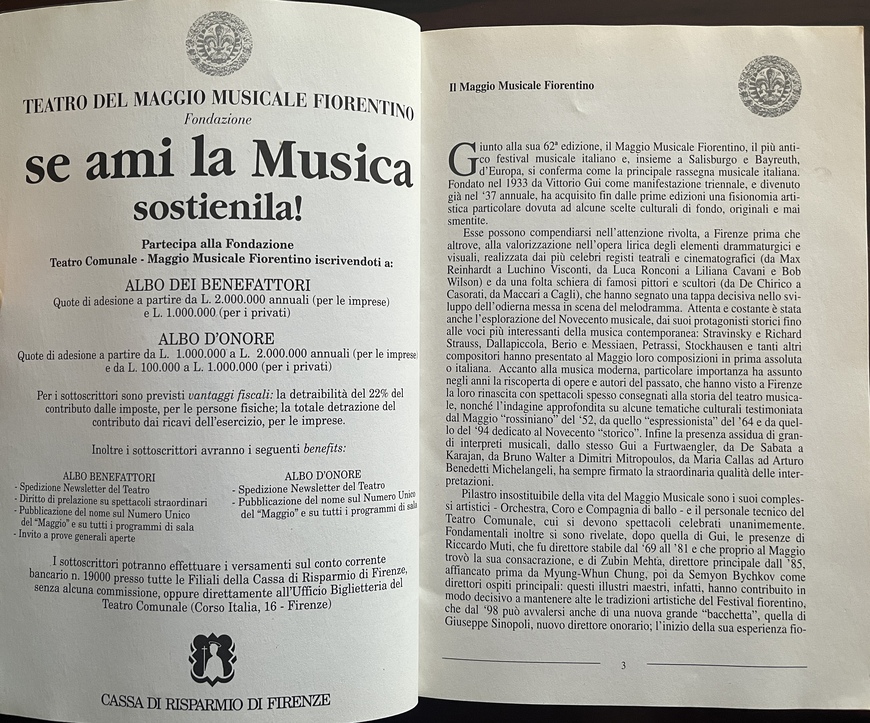 TEATRO DEL MAGGIO MUSICALE FIORENTINO
Fondazione
se ami la Musica
sostienila!
Partecipa alla Fondazione
Teatro Comunale - Maggio Musicale Fiorentino iscrivendoti a:
ALBO DEI BENEFATTORI
Quote di adesione a partire da L. 2.000.000 annuali (per le imprese)
e L. 1.000.000 (per i privati)
ALBO D'ONORE
Quote di adesione a partire da L. 1.000.000 a L. 2.000.000 annuali (per le imprese
e da L. 100.000 a L. 1.000.000 (per i privati)
Per i sottoscrittori sono previsti vantaggi fiscali: la detraibilità del 22% del
contributo dalle imposte, per le persone fisiche; la totale detrazione del
contributo dai ricavi dell'esercizio, per le imprese.
Inoltre i sottoscrittori avranno i seguenti benefits:
ALBO BENEFATTORI
- Spedizione Newsletter del Teatro
- Diritto di prelazione su spettacoli straordinari
- Pubblicazione del nome sul Numero Unico
del "Maggio" e su tutti i programmi di sala
- Invito a prove generali aperte
ALBO D'ONORE
- Spedizione Newsletter del Teatro
- Pubblicazione del nome sul Numero Unico
del "Maggio" e su tutti i programmi di sala
I sottoscrittori potranno effettuare i versamenti sul conto corrente
bancario n. 19000 presso tutte le Filiali della Cassa di Risparmio di Firenze,
senza alcuna commissione, oppure direttamente all'Ufficio Biglietteria del
Teatro Comunale (Corso Italia, 16 - Firenze)
CASSA DI RISPARMIO DI FIRENZE
Il Maggio Musicale Fiorentino
Giunto alla sua 62ª edizione, il Maggio Musicale Fiorentino, il più anti-
co festival musicale italiano e, insieme a Salisburgo e Bayreuth,
d'Europa, si conferma come la principale rassegna musicale italiana.
Fondato nel 1933 da Vittorio Gui come manifestazione triennale, e divenuto
già nel '37 annuale, ha acquisito fin dalle prime edizioni una fisionomia arti-
stica particolare dovuta ad alcune scelte culturali di fondo, originali e mai
smentite.
Esse possono compendiarsi nell'attenzione rivolta, a Firenze prima che
altrove, alla valorizzazione nell'opera lirica degli elementi drammaturgici e
visuali, realizzata dai più celebri registi teatrali e cinematografici (da Max
Reinhardt a Luchino Visconti, da Luca Ronconi a Liliana Cavani e Bob
Wilson) e da una folta schiera di famosi pittori e scultori (da De Chirico a
Casorati, da Maccari a Cagli), che hanno segnato una tappa decisiva nello svi-
luppo dell'odierna messa in scena del melodramma. Attenta e costante è stata
anche l'esplorazione del Novecento musicale, dai suoi protagonisti storici fino
alle voci più interessanti della musica contemporanea: Stravinsky e Richard
Strauss, Dallapiccola, Berio e Messiaen, Petrassi, Stockhausen e tanti altri
compositori hanno presentato al Maggio loro composizioni in prima assoluta
o italiana. Accanto alla musica moderna, particolare importanza ha assunto
negli anni la riscoperta di opere e autori del passato, che hanno visto a Firenze
la loro rinascita con spettacoli spesso consegnati alla storia del teatro musica-
le, nonché l'indagine approfondita su alcune tematiche culturali testimoniata
dal Maggio "rossiniano" del '52, da quello "espressionista" del '64 e da quel-
lo del '94 dedicato al Novecento "storico". Infine la presenza assidua di gran-
di interpreti musicali, dallo stesso Gui a Furtwaengler, da De Sabata a
Karajan, da Bruno Walter a Dimitri Mitropoulos, da Maria Callas ad Arturo
Benedetti Michelangeli, ha sempre firmato la straordinaria qualità delle inter-
pretazioni.
Pilastro insostituibile della vita del Maggio Musicale sono i suoi comples-
si artistici - Orchestra, Coro e Compagnia di ballo - e il personale tecnico del
Teatro Comunale, cui si devono spettacoli celebrati unanimemente.
Fondamentali inoltre si sono rivelate, dopo quella di Gui, le presenze di
Riccardo Muti, che fu direttore stabile dal '69 all '81 e che proprio al Maggio
trovò la sua consacrazione, e di Zubin Mehta, direttore principale dall '85,
affiancato prima da Myung-Whun Chung, poi da Semyon Bychkov come
direttori ospiti principali: questi illustri maestri, infatti, hanno contribuito in
modo decisivo a mantenere alte le tradizioni artistiche del Festival fiorentino,
che dal '98 può avvalersi anche di una nuova grande "bacchetta", quella di
Giuseppe Sinopoli, nuovo direttore onorario; l'inizio della sua esperienza fio-
3